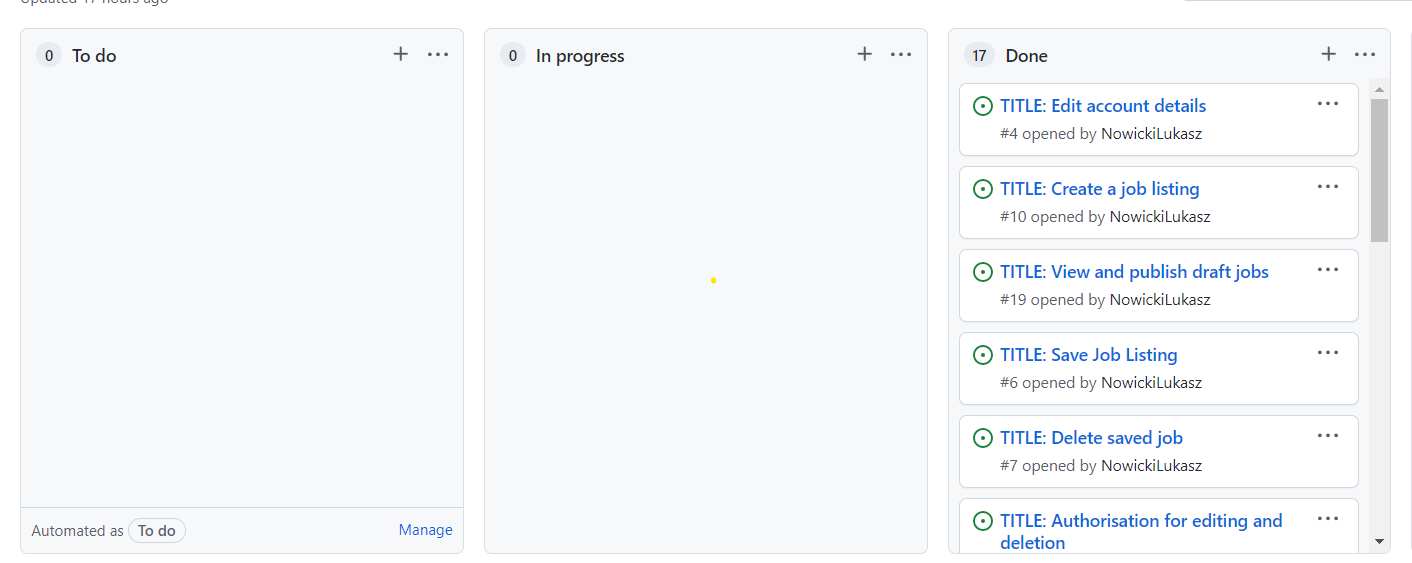 Updated 17 hours ago
0 To do
0 In progress
17 Done
TITLE: Edit account details
#4 opened by NowickiLukasz
TITLE: Create a job listing
#10 opened by NowickiLukasz
TITLE: View and publish draft jobs
#19 opened by NowickiLukasz
TITLE: Save Job Listing
#6 opened by NowickiLukasz
TITLE: Delete saved job
#7 opened by NowickiLukasz
TITLE: Authorisation for editing and
deletion
Automated as To do Manage